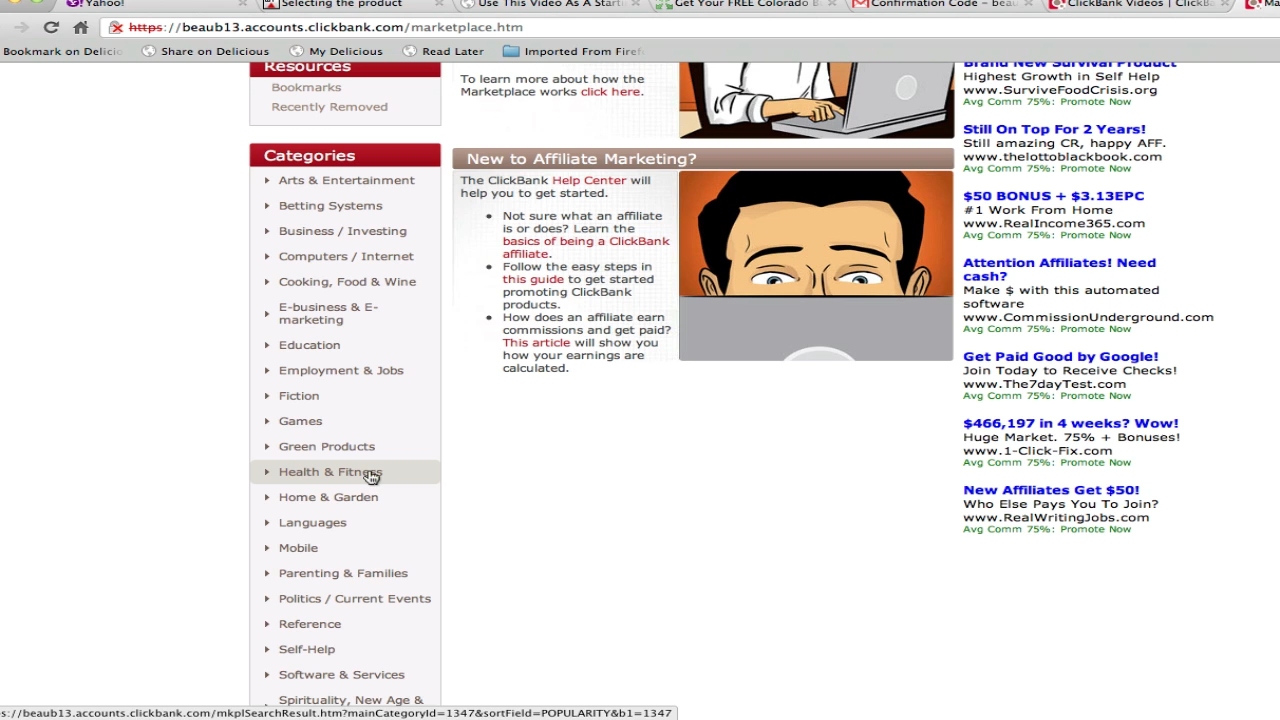 Yahoo!
Selecting the product
Use This Video As A Starti
Get Your FREE Colorado B
Confirmation Code – beau
ClickBank Videos | ClickBa
Ma
https://beaub13.accounts.clickbank.com/marketplace.htm
Bookmark on Delicio
Share on Delicious
My Delicious
Read Later
Imported From Firef
Resources
Bookmarks
Recently Removed
Categories
Arts & Entertainment
Betting Systems
Business / Investing
Computers / Internet
Cooking, Food & Wine
E-business & E-
marketing
Education
Employment & Jobs
Fiction
Games
Green Products
Health & Fitness
Home & Garden
Languages
Mobile
Parenting & Families
Politics / Current Events
Reference
Self-Help
Software & Services
Spirituality, New Age &
To learn more about how the
Marketplace works click here.
New to Affiliate Marketing?
The ClickBank Help Center will
help you to get started.
Not sure what an affiliate
is or does? Learn the
basics of being a ClickBank
affiliate.
Follow the easy steps in
this guide to get started
promoting ClickBank
products.
How does an affiliate earn
commissions and get paid?
This article will show you
how your earnings are
calculated.
Brand New Survival Product
Highest Growth in Self Help
www.SurviveFoodCrisis.org
Avg Comm 75%: Promote Now
Still On Top For 2 Years!
Still amazing CR, happy AFF.
www.thelottoblackbook.com
Avg Comm 75%: Promote Now
$50 BONUS + $3.13EPC
#1 Work From Home
www.RealIncome365.com
Avg Comm 75%: Promote Now
Attention Affiliates! Need
cash?
Make $ with this automated
software
www.CommissionUnderground.com
Avg Comm 75%: Promote Now
Get Paid Good by Google!
Join Today to Receive Checks!
www.The7dayTest.com
Avg Comm 75%: Promote Now
$466,197 in 4 weeks? Wow!
Huge Market. 75% + Bonuses!
www.1-Click-Fix.com
Avg Comm 75%: Promote Now
New Affiliates Get $50!
Who Else Pays You To Join?
www.RealWritingJobs.com
Avg Comm 75%: Promote Now
s://beaub13.accounts.clickbank.com/mkplSearchResult.htm?mainCategoryId=1347&sortField=POPULARITY&b1=1347